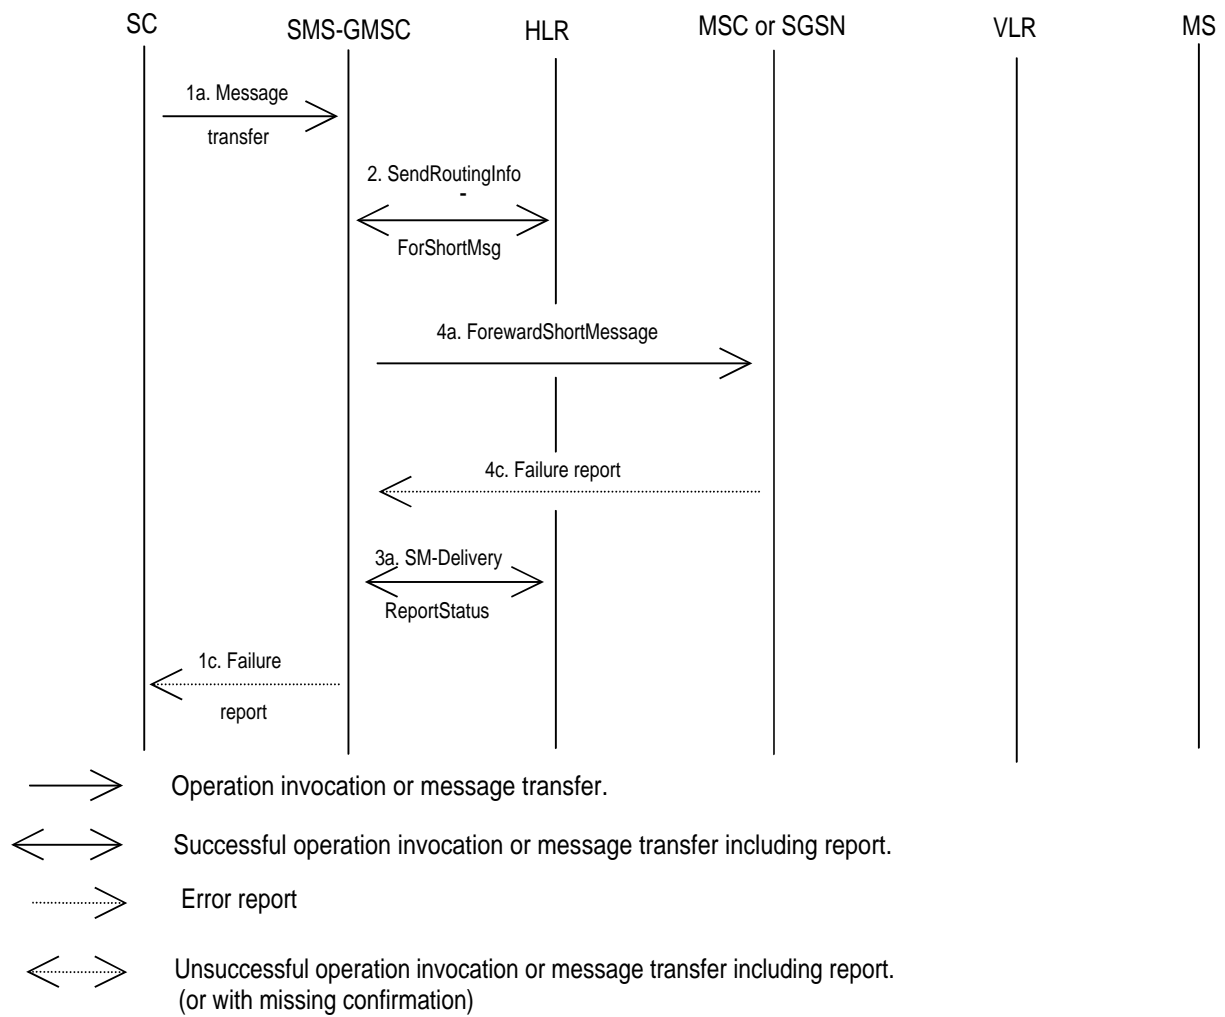 SC SMS-GMSC HLR MSC or SGSN VLR MS
1a. Message
transfer
2. SendRoutingInfo
-
ForShortMsg
4a. ForewardShortMessage
4c. Failure report
3a. SM-Delivery
ReportStatus
1c. Failure
report
Operation invocation or message transfer.
Successful operation invocation or message transfer including report.
Error report
Unsuccessful operation invocation or message transfer including report.
(or with missing confirmation)